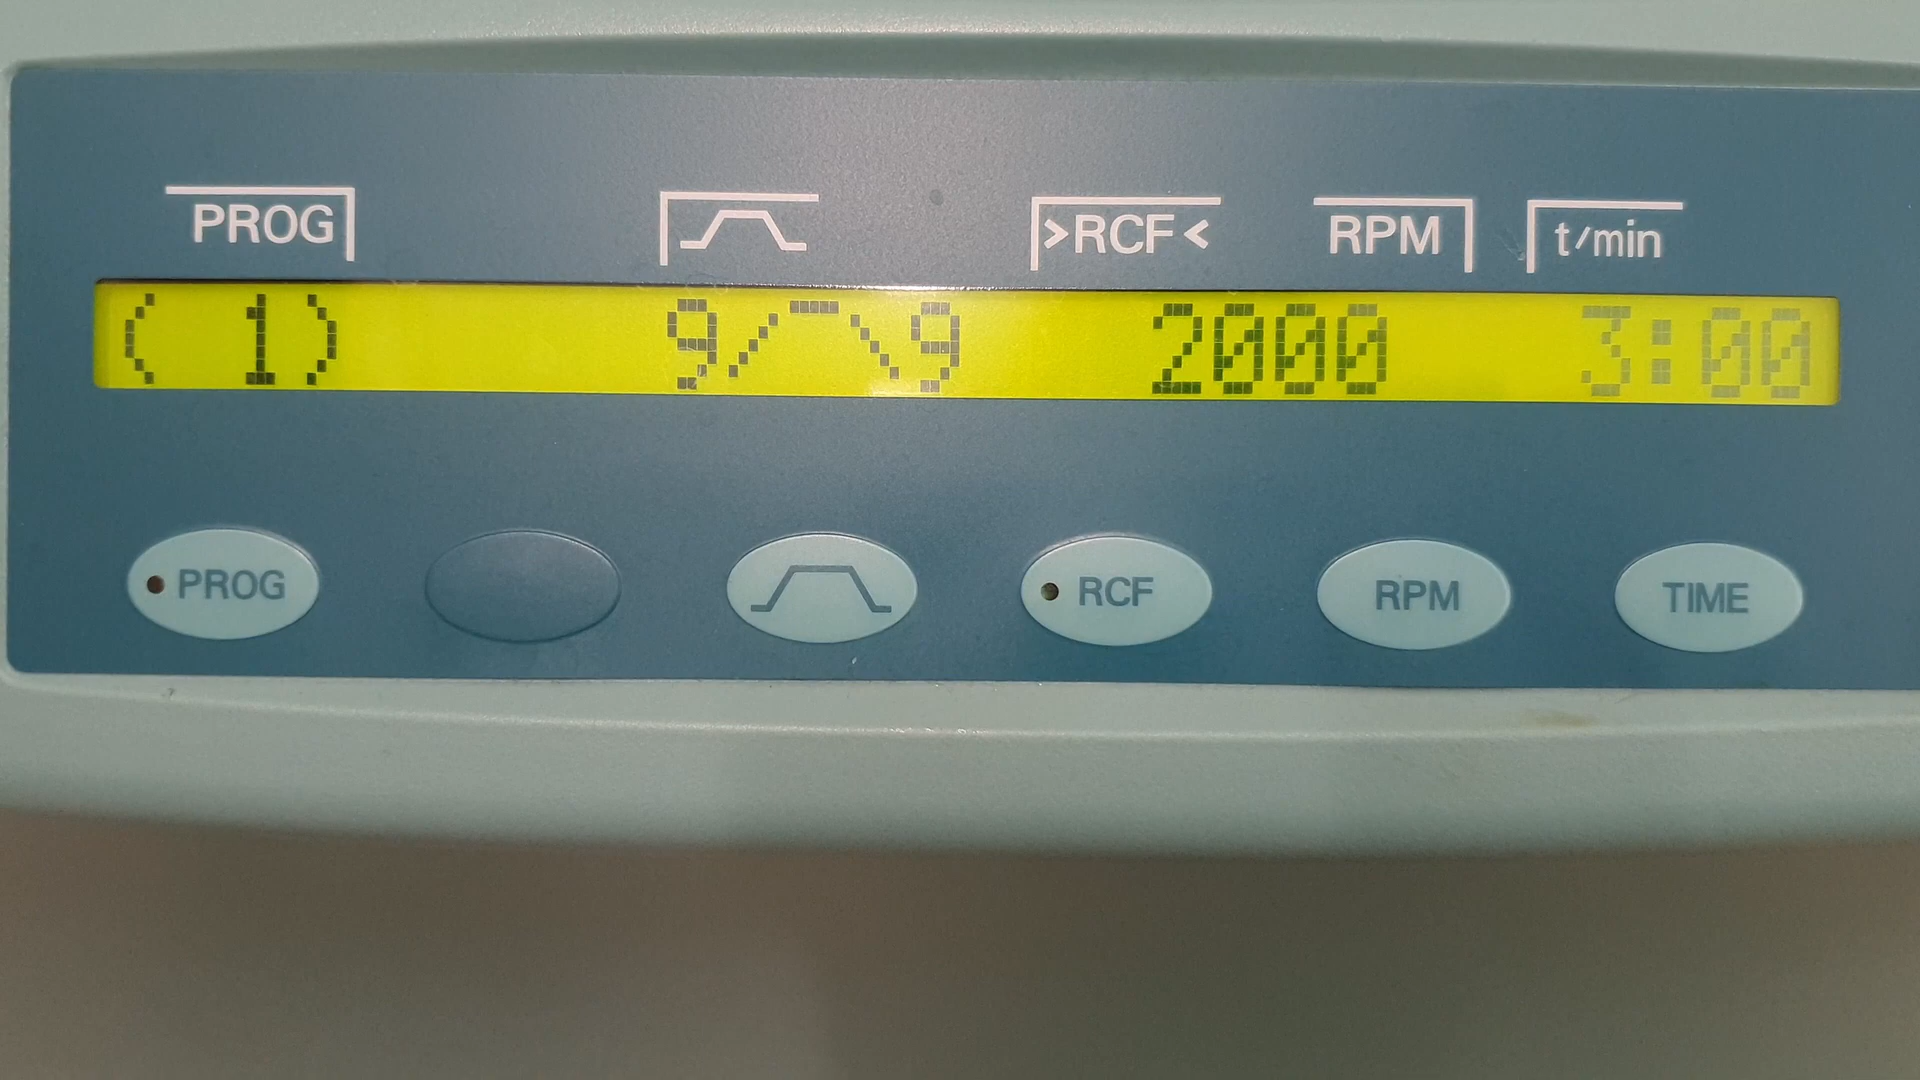 PROG >RCF< RPM t/min
( 1) 9/‾\9 2000 3:00
PROG RCF RPM TIME